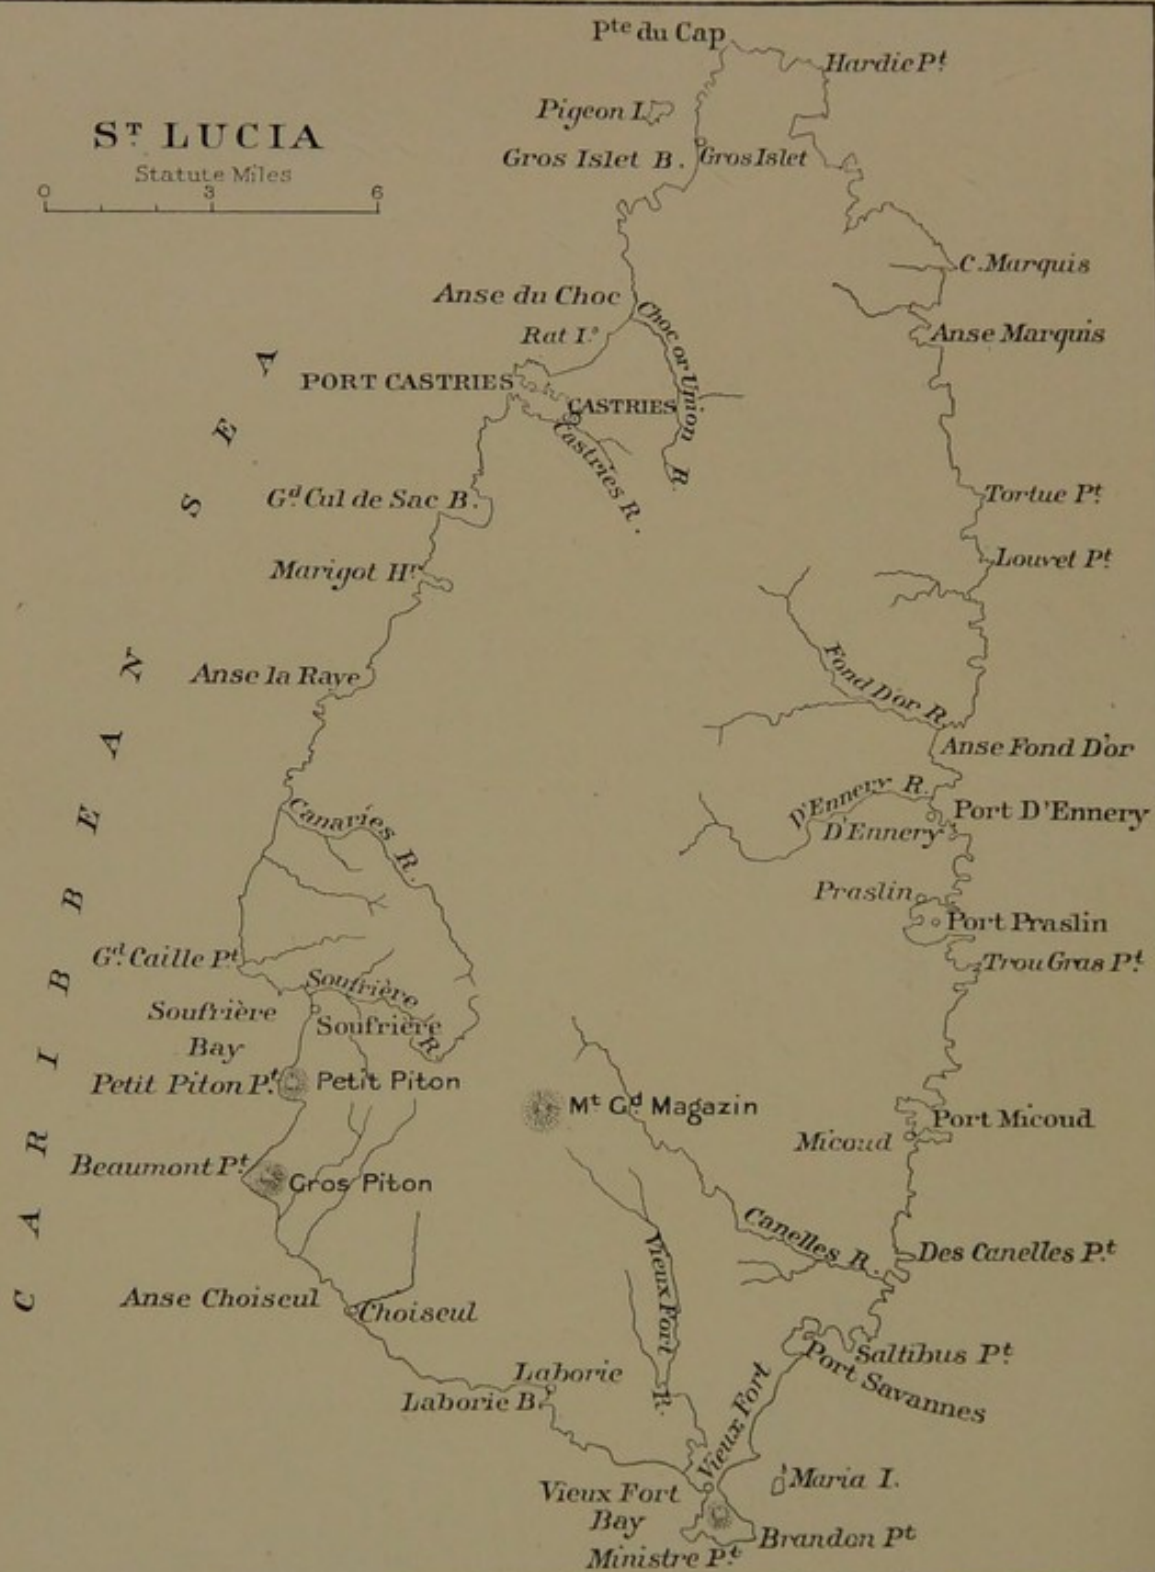 Pte du Cap
Hardie Pt
Pigeon I.
Gros Islet B.
Gros Islet
ST LUCIA
Statute Miles
0 3 6
C. Marquis
Anse du Choc
Choc or Union R.
Rat I.
Anse Marquis
PORT CASTRIES
CASTRIES
Castries R.
Gd Cul de Sac B.
Tortue Pt
Marigot Hr
Louvet Pt
Anse la Raye
Fond D'or R.
Anse Fond D'or
CARIBBEAN SEA
Canaries R.
D'Ennery R.
Port D'Ennery
D'Ennery
Praslin
Port Praslin
Gd Caille Pt
Trou Gras Pt
Soufrière R.
Soufrière
Bay
Soufrière
Petit Piton Pt
Petit Piton
Mt Gd Magazin
Port Micoud
Micoud
Beaumont Pt
Gros Piton
Canelles R.
Des Canelles Pt
Vieux Fort R.
Anse Choiseul
Choiseul
Saltibus Pt
Port Savannes
Laborie
Laborie B.
Vieux Fort
Maria I.
Vieux Fort
Bay
Brandon Pt
Ministre Pt